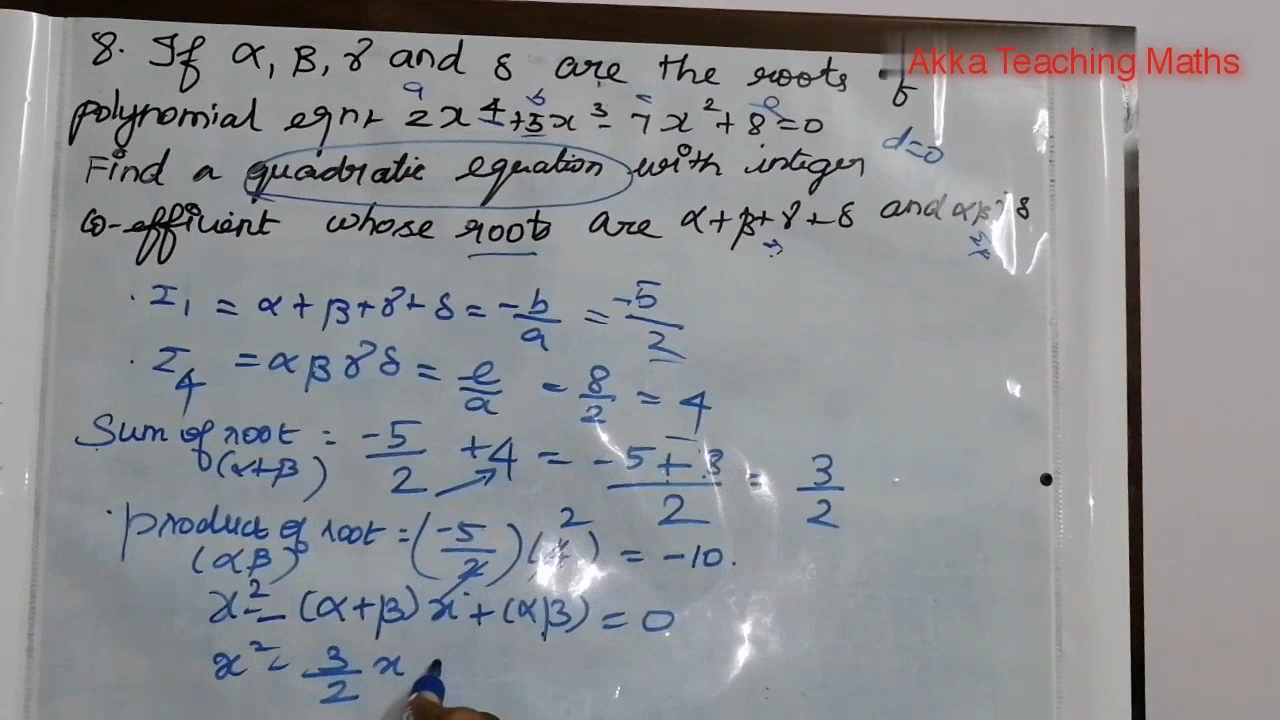 Akka Teaching Maths
8. If α, β, γ and δ are the roots of
a b c e
polynomial eqn 2x⁴+5x³-7x²+8=0
d=0
Find a quadratic equation with integer
co-efficient whose roots are α+β+γ+δ and αβγδ
Σ₁ = α+β+γ+δ = -b/a = -5/2
Σ₄ = αβγδ = e/a = 8/2 = 4
Sum of root = -5/2 +4 = -5+8/2 = 3/2
(α+β)
product of root = (-5/2)(4) 2 = -10.
(αβ)
x² - (α+β)x + (αβ) = 0
x² - 3/2 x